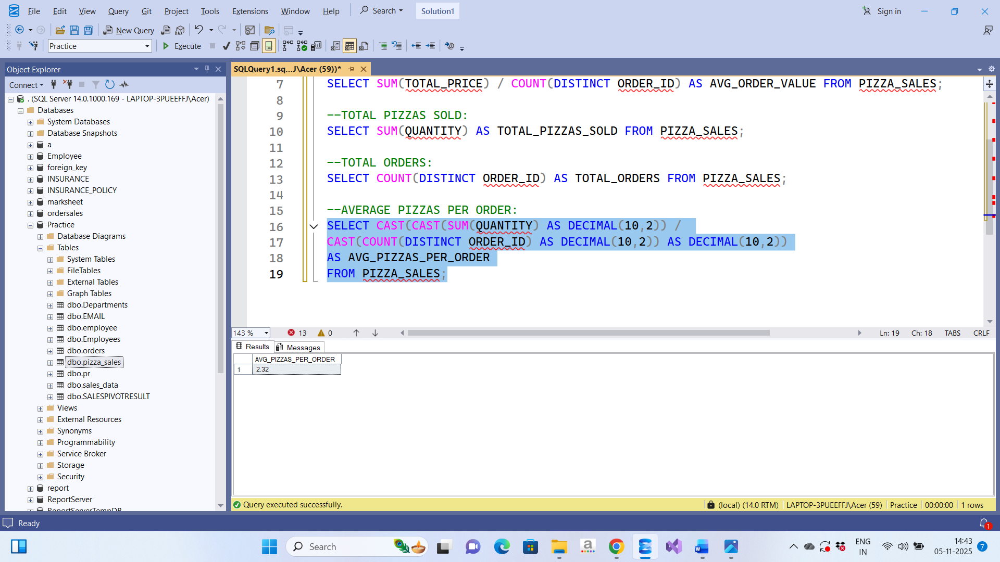 File Edit View Query Git Project Tools Extensions Window Help Search Solution1 Sign in
New Query
Practice Execute
Object Explorer
Connect
. (SQL Server 14.0.1000.169 - LAPTOP-3PUEEFFJ\Acer)
Databases
System Databases
Database Snapshots
a
Employee
foreign_key
INSURANCE
INSURANCE_POLICY
marksheet
ordersales
Practice
Database Diagrams
Tables
System Tables
FileTables
External Tables
Graph Tables
dbo.Departments
dbo.EMAIL
dbo.employee
dbo.Employees
dbo.orders
dbo.pizza_sales
dbo.pr
dbo.sales_data
dbo.SALESPIVOTRESULT
Views
External Resources
Synonyms
Programmability
Service Broker
Storage
Security
report
ReportServer
ReportServerTempDB
SQLQuery1.sq...J\Acer (59))*
7 SELECT SUM(TOTAL_PRICE) / COUNT(DISTINCT ORDER_ID) AS AVG_ORDER_VALUE FROM PIZZA_SALES;
8
9 --TOTAL PIZZAS SOLD:
10 SELECT SUM(QUANTITY) AS TOTAL_PIZZAS_SOLD FROM PIZZA_SALES;
11
12 --TOTAL ORDERS:
13 SELECT COUNT(DISTINCT ORDER_ID) AS TOTAL_ORDERS FROM PIZZA_SALES;
14
15 --AVERAGE PIZZAS PER ORDER:
16 SELECT CAST(CAST(SUM(QUANTITY) AS DECIMAL(10,2)) /
17 CAST(COUNT(DISTINCT ORDER_ID) AS DECIMAL(10,2)) AS DECIMAL(10,2))
18 AS AVG_PIZZAS_PER_ORDER
19 FROM PIZZA_SALES;
143 % 13 0 Ln: 19 Ch: 18 TABS CRLF
Results Messages
AVG_PIZZAS_PER_ORDER
1 2.32
Query executed successfully. (local) (14.0 RTM) LAPTOP-3PUEEFFJ\Acer (59) Practice 00:00:00 1 rows
Ready 1
Search ENG IN 14:43 05-11-2025 7